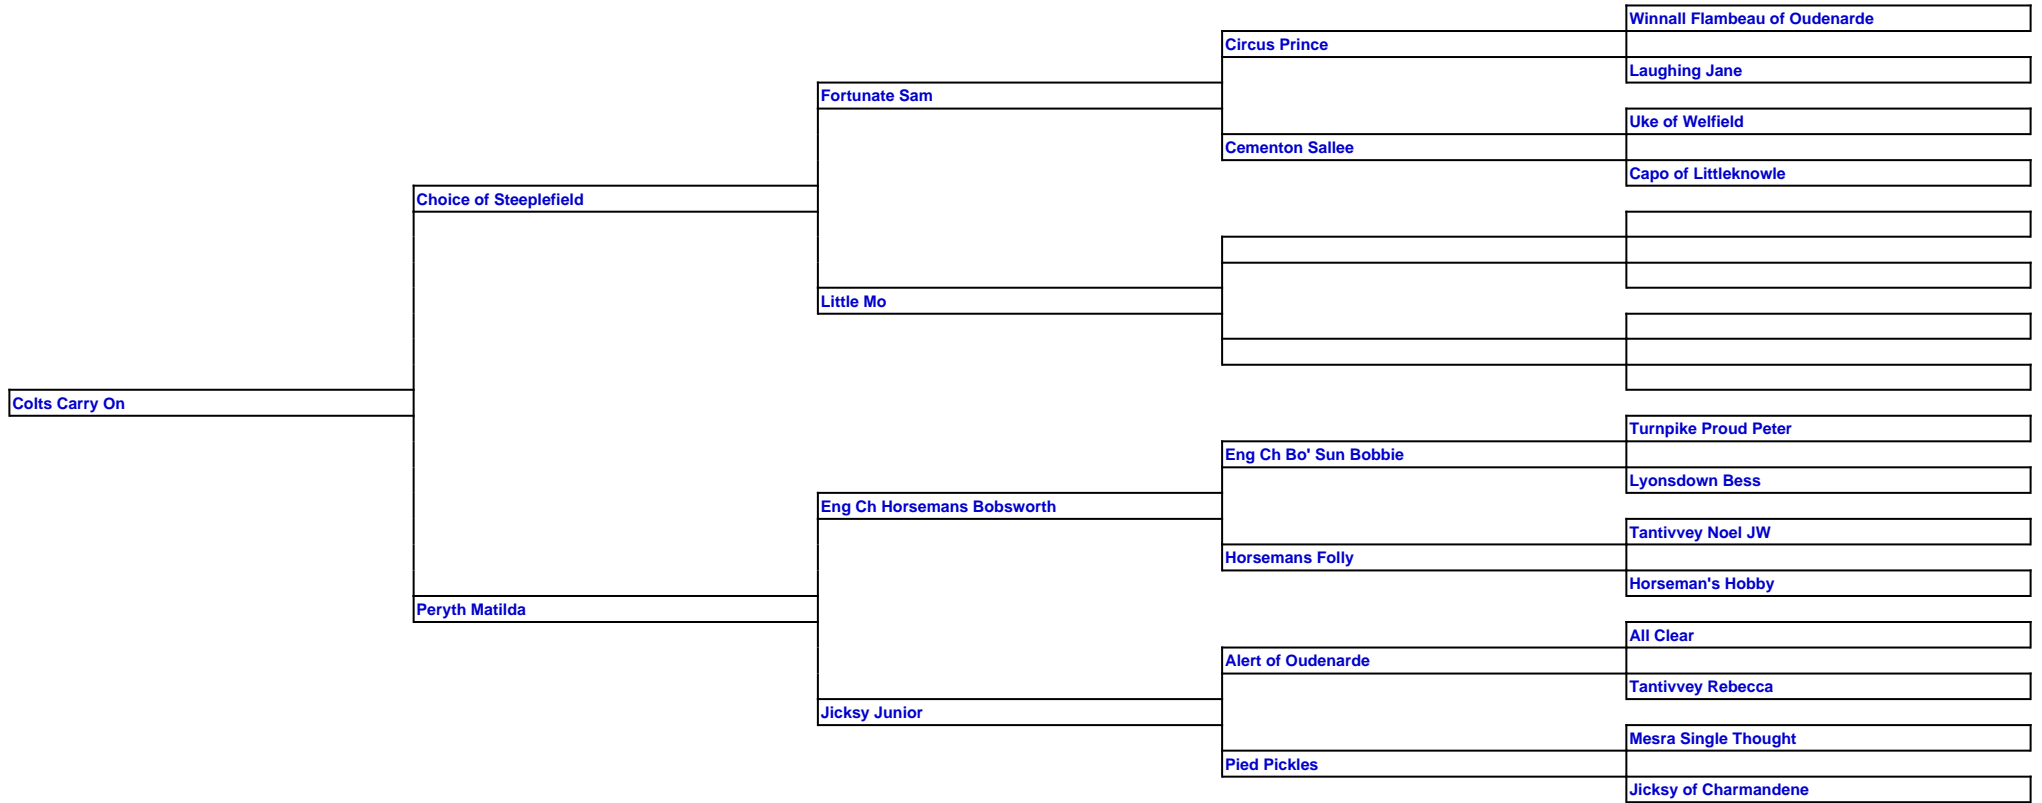 Winnall Flambeau of Oudenarde
Circus Prince
Laughing Jane
Fortunate Sam
Uke of Welfield
Cementon Sallee
Capo of Littleknowle
Choice of Steeplefield
Little Mo
Colts Carry On
Turnpike Proud Peter
Eng Ch Bo' Sun Bobbie
Lyonsdown Bess
Eng Ch Horsemans Bobsworth
Tantivvey Noel JW
Horsemans Folly
Horseman's Hobby
Peryth Matilda
All Clear
Alert of Oudenarde
Tantivvey Rebecca
Jicksy Junior
Mesra Single Thought
Pied Pickles
Jicksy of Charmandene